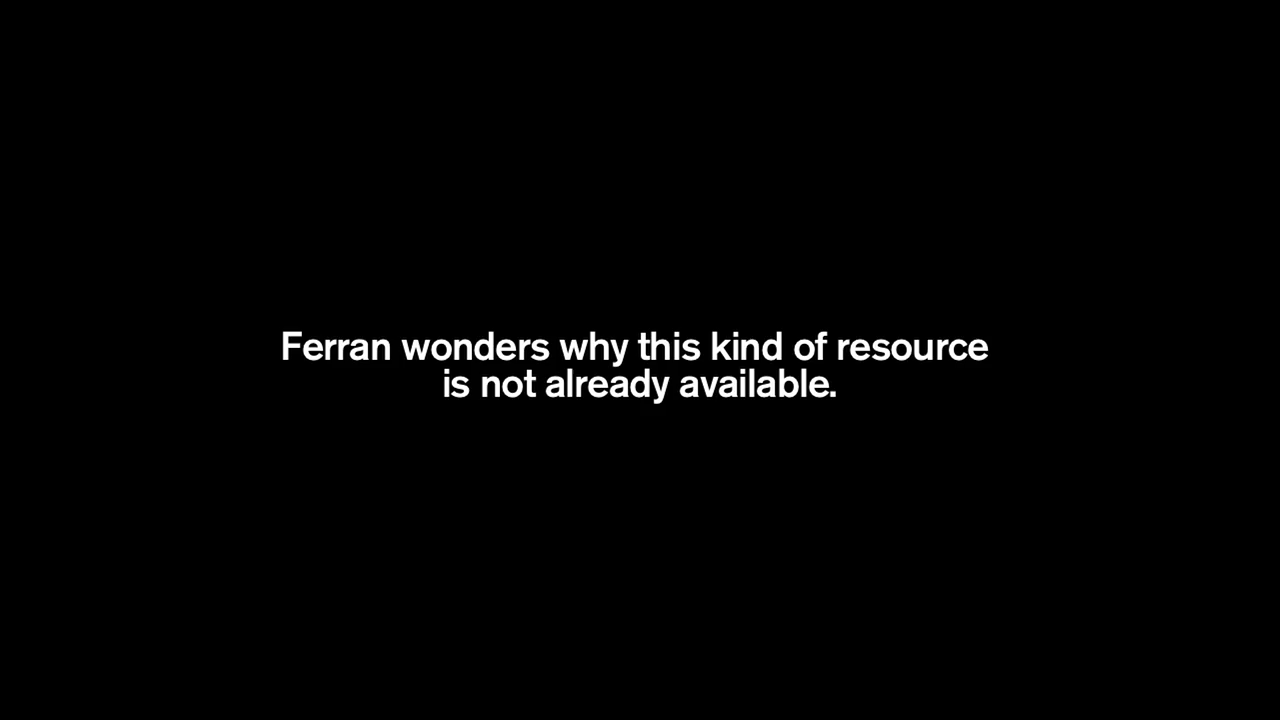 Ferran wonders why this kind of resource
is not already available.